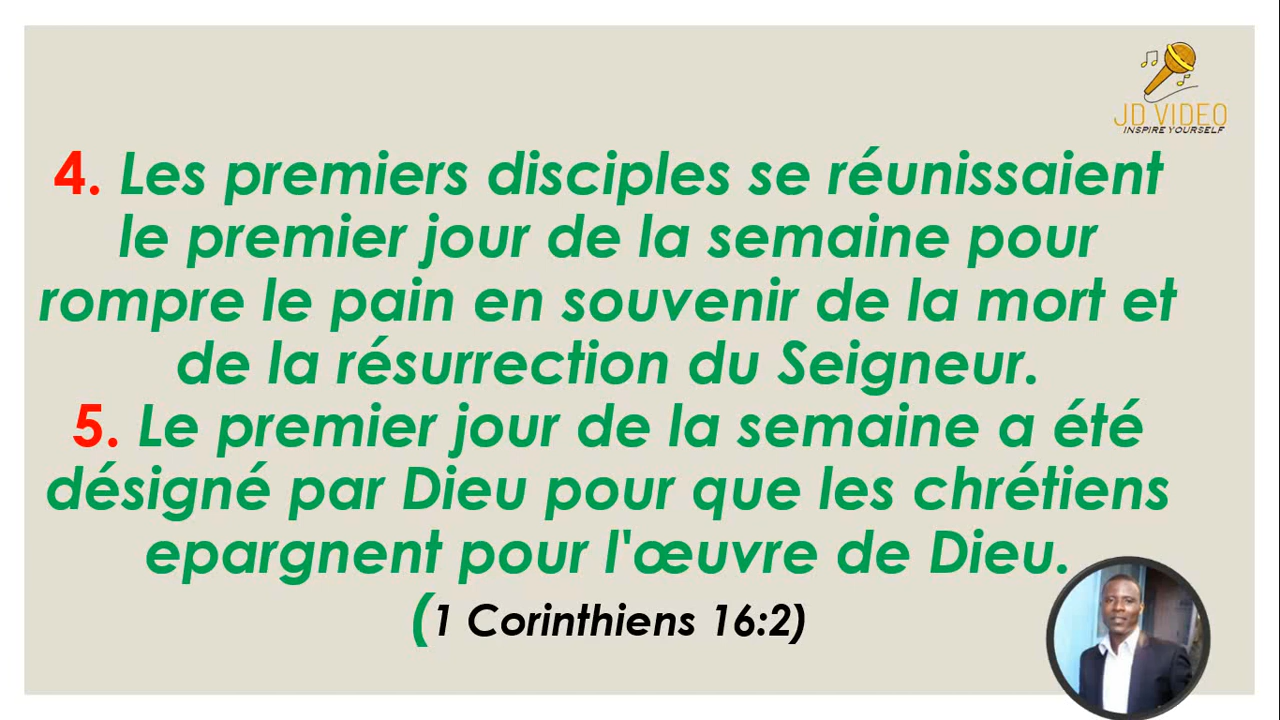 JD VIDEO
INSPIRE YOURSELF
4. Les premiers disciples se réunissaient
le premier jour de la semaine pour
rompre le pain en souvenir de la mort et
de la résurrection du Seigneur.
5. Le premier jour de la semaine a été
désigné par Dieu pour que les chrétiens
epargnent pour l'œuvre de Dieu.
(1 Corinthiens 16:2)